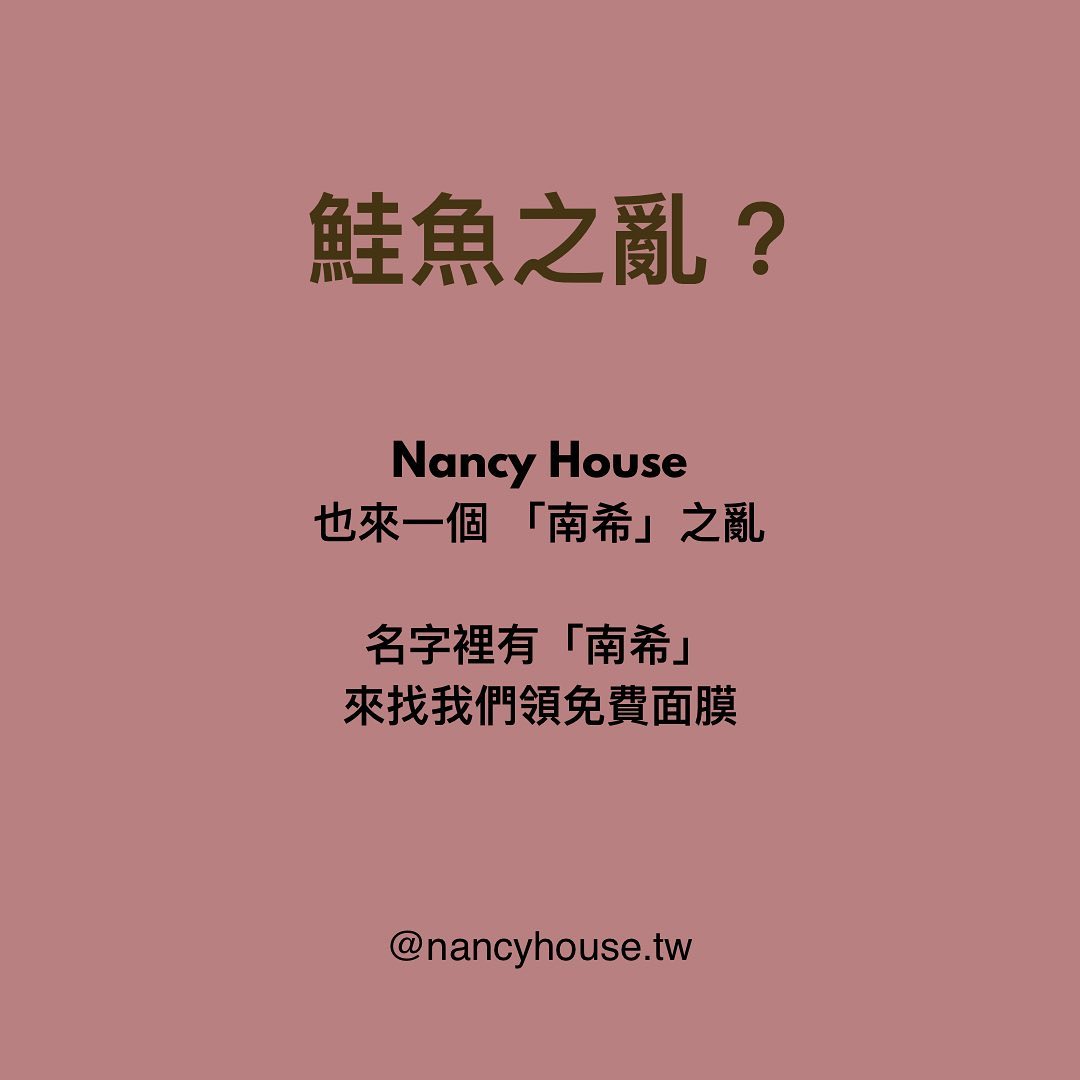 鮭魚之亂？
Nancy House
也來一個 「南希」之亂
名字裡有「南希」
來找我們領免費面膜
@nancyhouse.tw